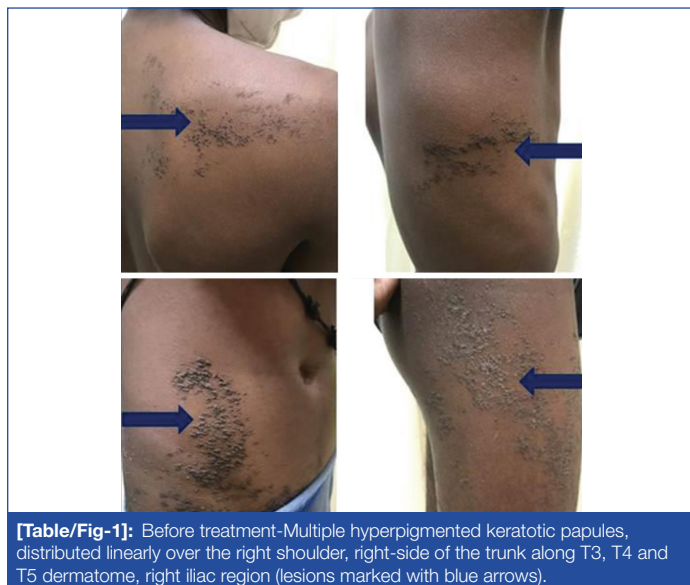 [Table/Fig-1]: Before treatment-Multiple hyperpigmented keratotic papules,
distributed linearly over the right shoulder, right-side of the trunk along T3, T4 and
T5 dermatome, right iliac region (lesions marked with blue arrows).